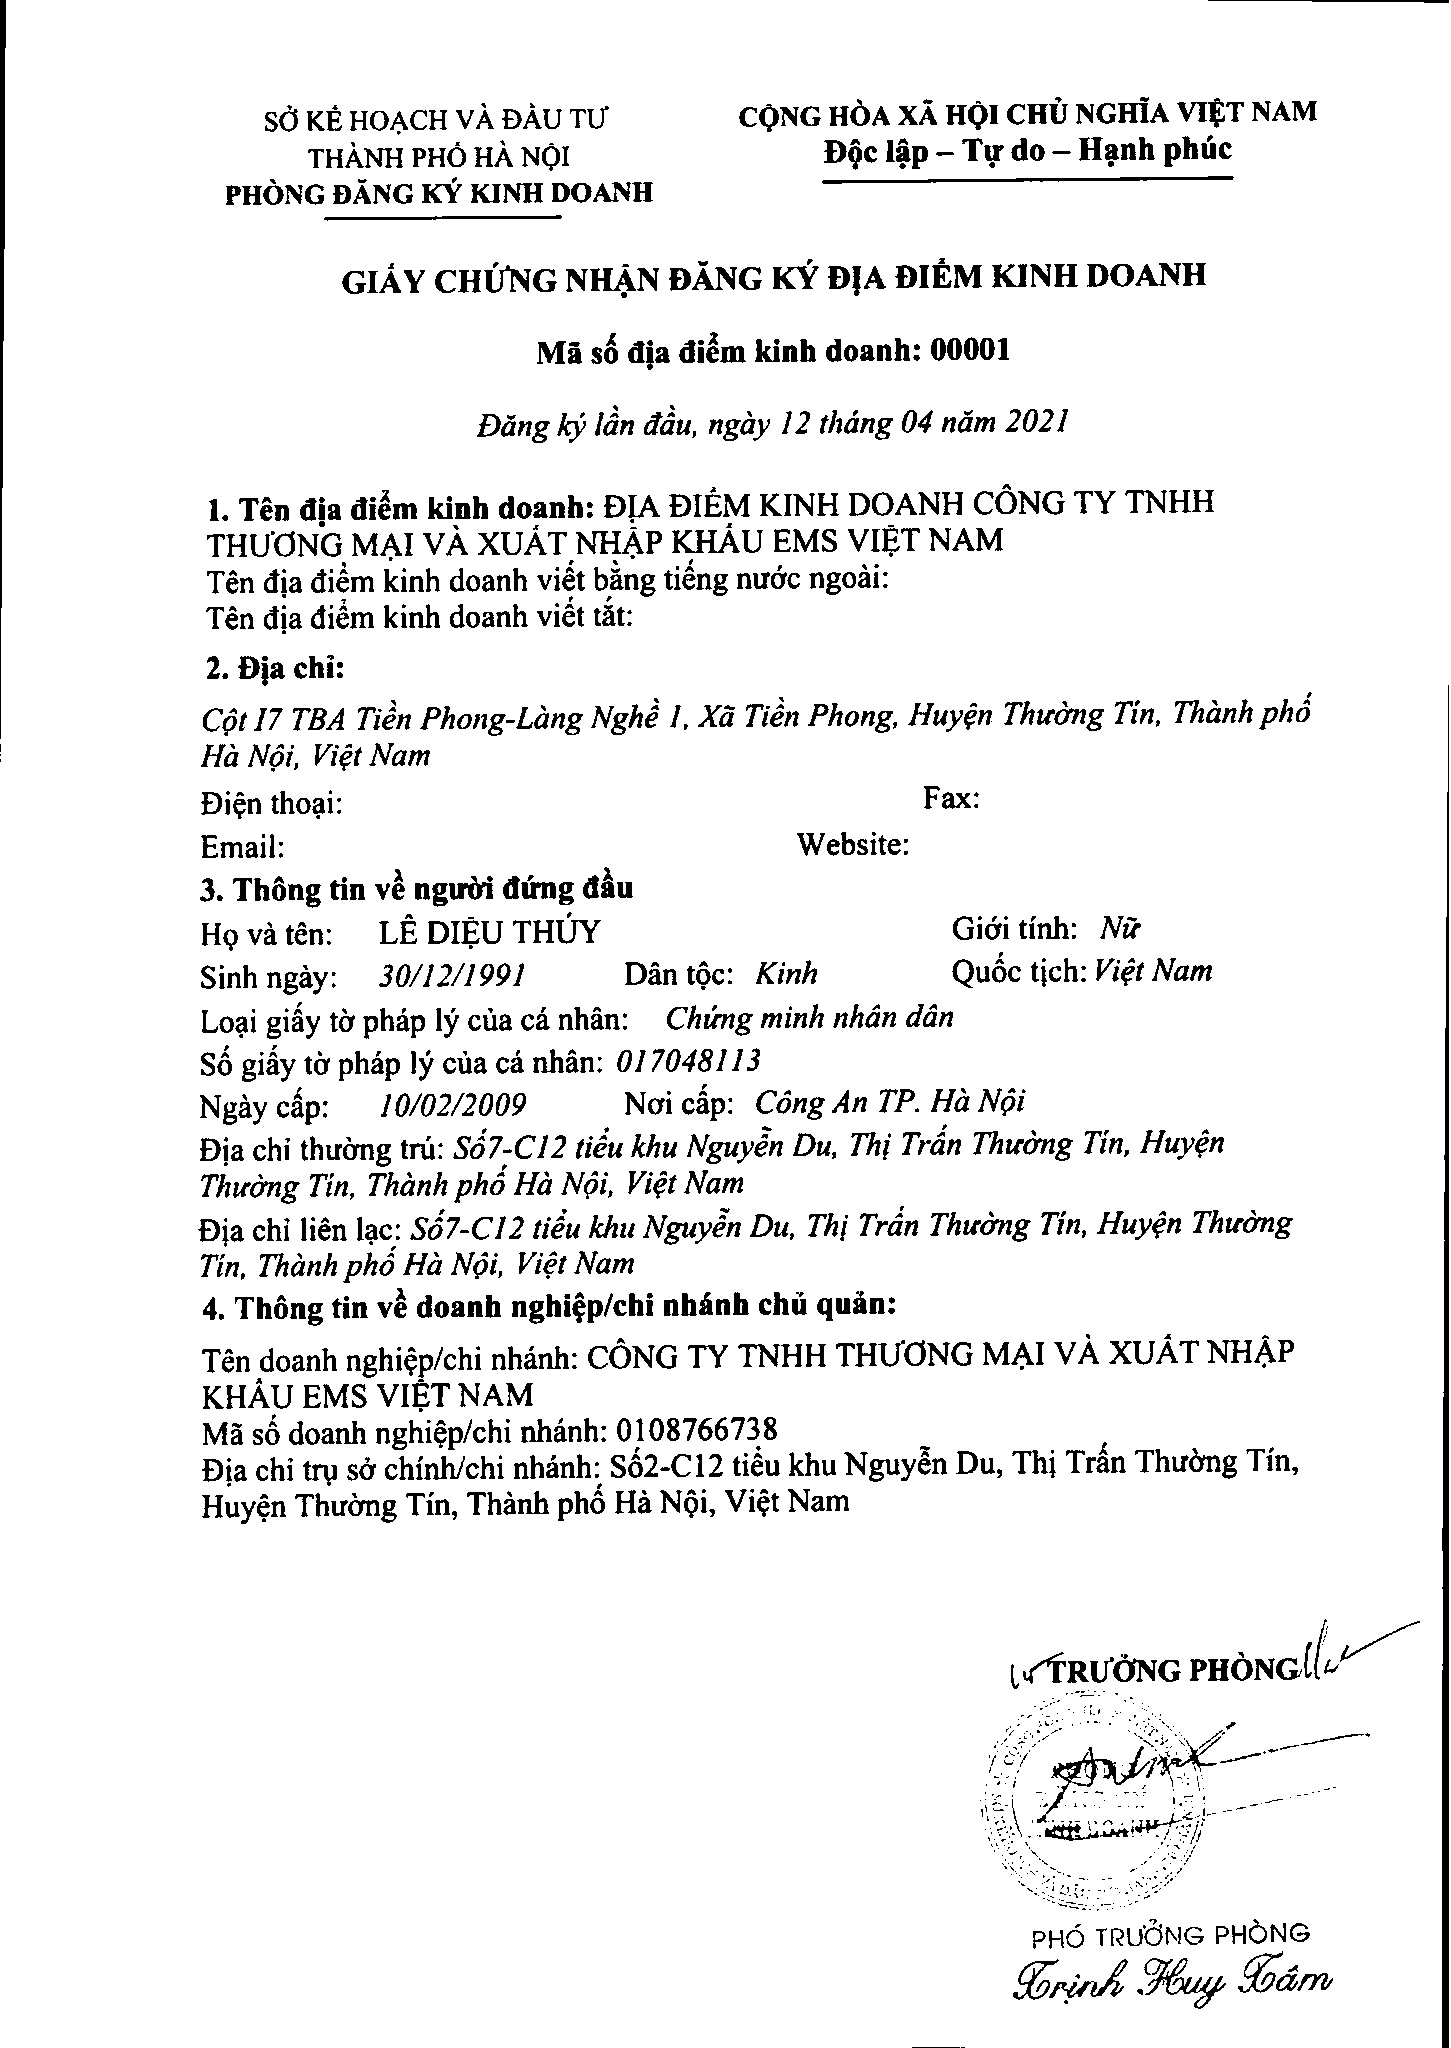 SỞ KẾ HOẠCH VÀ ĐẦU TƯ
THÀNH PHỐ HÀ NỘI
PHÒNG ĐĂNG KÝ KINH DOANH
CỘNG HÒA XÃ HỘI CHỦ NGHĨA VIỆT NAM
Độc lập – Tự do – Hạnh phúc
GIẤY CHỨNG NHẬN ĐĂNG KÝ ĐỊA ĐIỂM KINH DOANH
Mã số địa điểm kinh doanh: 00001
Đăng ký lần đầu, ngày 12 tháng 04 năm 2021
1. Tên địa điểm kinh doanh: ĐỊA ĐIỂM KINH DOANH CÔNG TY TNHH
THƯƠNG MẠI VÀ XUẤT NHẬP KHẨU EMS VIỆT NAM
Tên địa điểm kinh doanh viết bằng tiếng nước ngoài:
Tên địa điểm kinh doanh viết tắt:
2. Địa chỉ:
Cột I7 TBA Tiền Phong-Làng Nghề 1, Xã Tiền Phong, Huyện Thường Tín, Thành phố
Hà Nội, Việt Nam
Điện thoại: Fax:
Email: Website:
3. Thông tin về người đứng đầu
Họ và tên: LÊ DIỆU THÚY Giới tính: Nữ
Sinh ngày: 30/12/1991 Dân tộc: Kinh Quốc tịch: Việt Nam
Loại giấy tờ pháp lý của cá nhân: Chứng minh nhân dân
Số giấy tờ pháp lý của cá nhân: 017048113
Ngày cấp: 10/02/2009 Nơi cấp: Công An TP. Hà Nội
Địa chỉ thường trú: Số7-C12 tiểu khu Nguyễn Du, Thị Trấn Thường Tín, Huyện
Thường Tín, Thành phố Hà Nội, Việt Nam
Địa chỉ liên lạc: Số7-C12 tiểu khu Nguyễn Du, Thị Trấn Thường Tín, Huyện Thường
Tín, Thành phố Hà Nội, Việt Nam
4. Thông tin về doanh nghiệp/chi nhánh chủ quản:
Tên doanh nghiệp/chi nhánh: CÔNG TY TNHH THƯƠNG MẠI VÀ XUẤT NHẬP
KHẨU EMS VIỆT NAM
Mã số doanh nghiệp/chi nhánh: 0108766738
Địa chỉ trụ sở chính/chi nhánh: Số2-C12 tiểu khu Nguyễn Du, Thị Trấn Thường Tín,
Huyện Thường Tín, Thành phố Hà Nội, Việt Nam
TRƯỞNG PHÒNG
PHÓ TRƯỞNG PHÒNG
Trịnh Huy Tâm